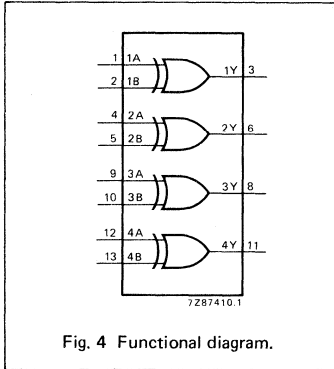 1 1A
1Y 3
2 1B
4 2A
2Y 6
5 2B
9 3A
3Y 8
10 3B
12 4A
4Y 11
13 4B
7Z87410.1
Fig. 4 Functional diagram.